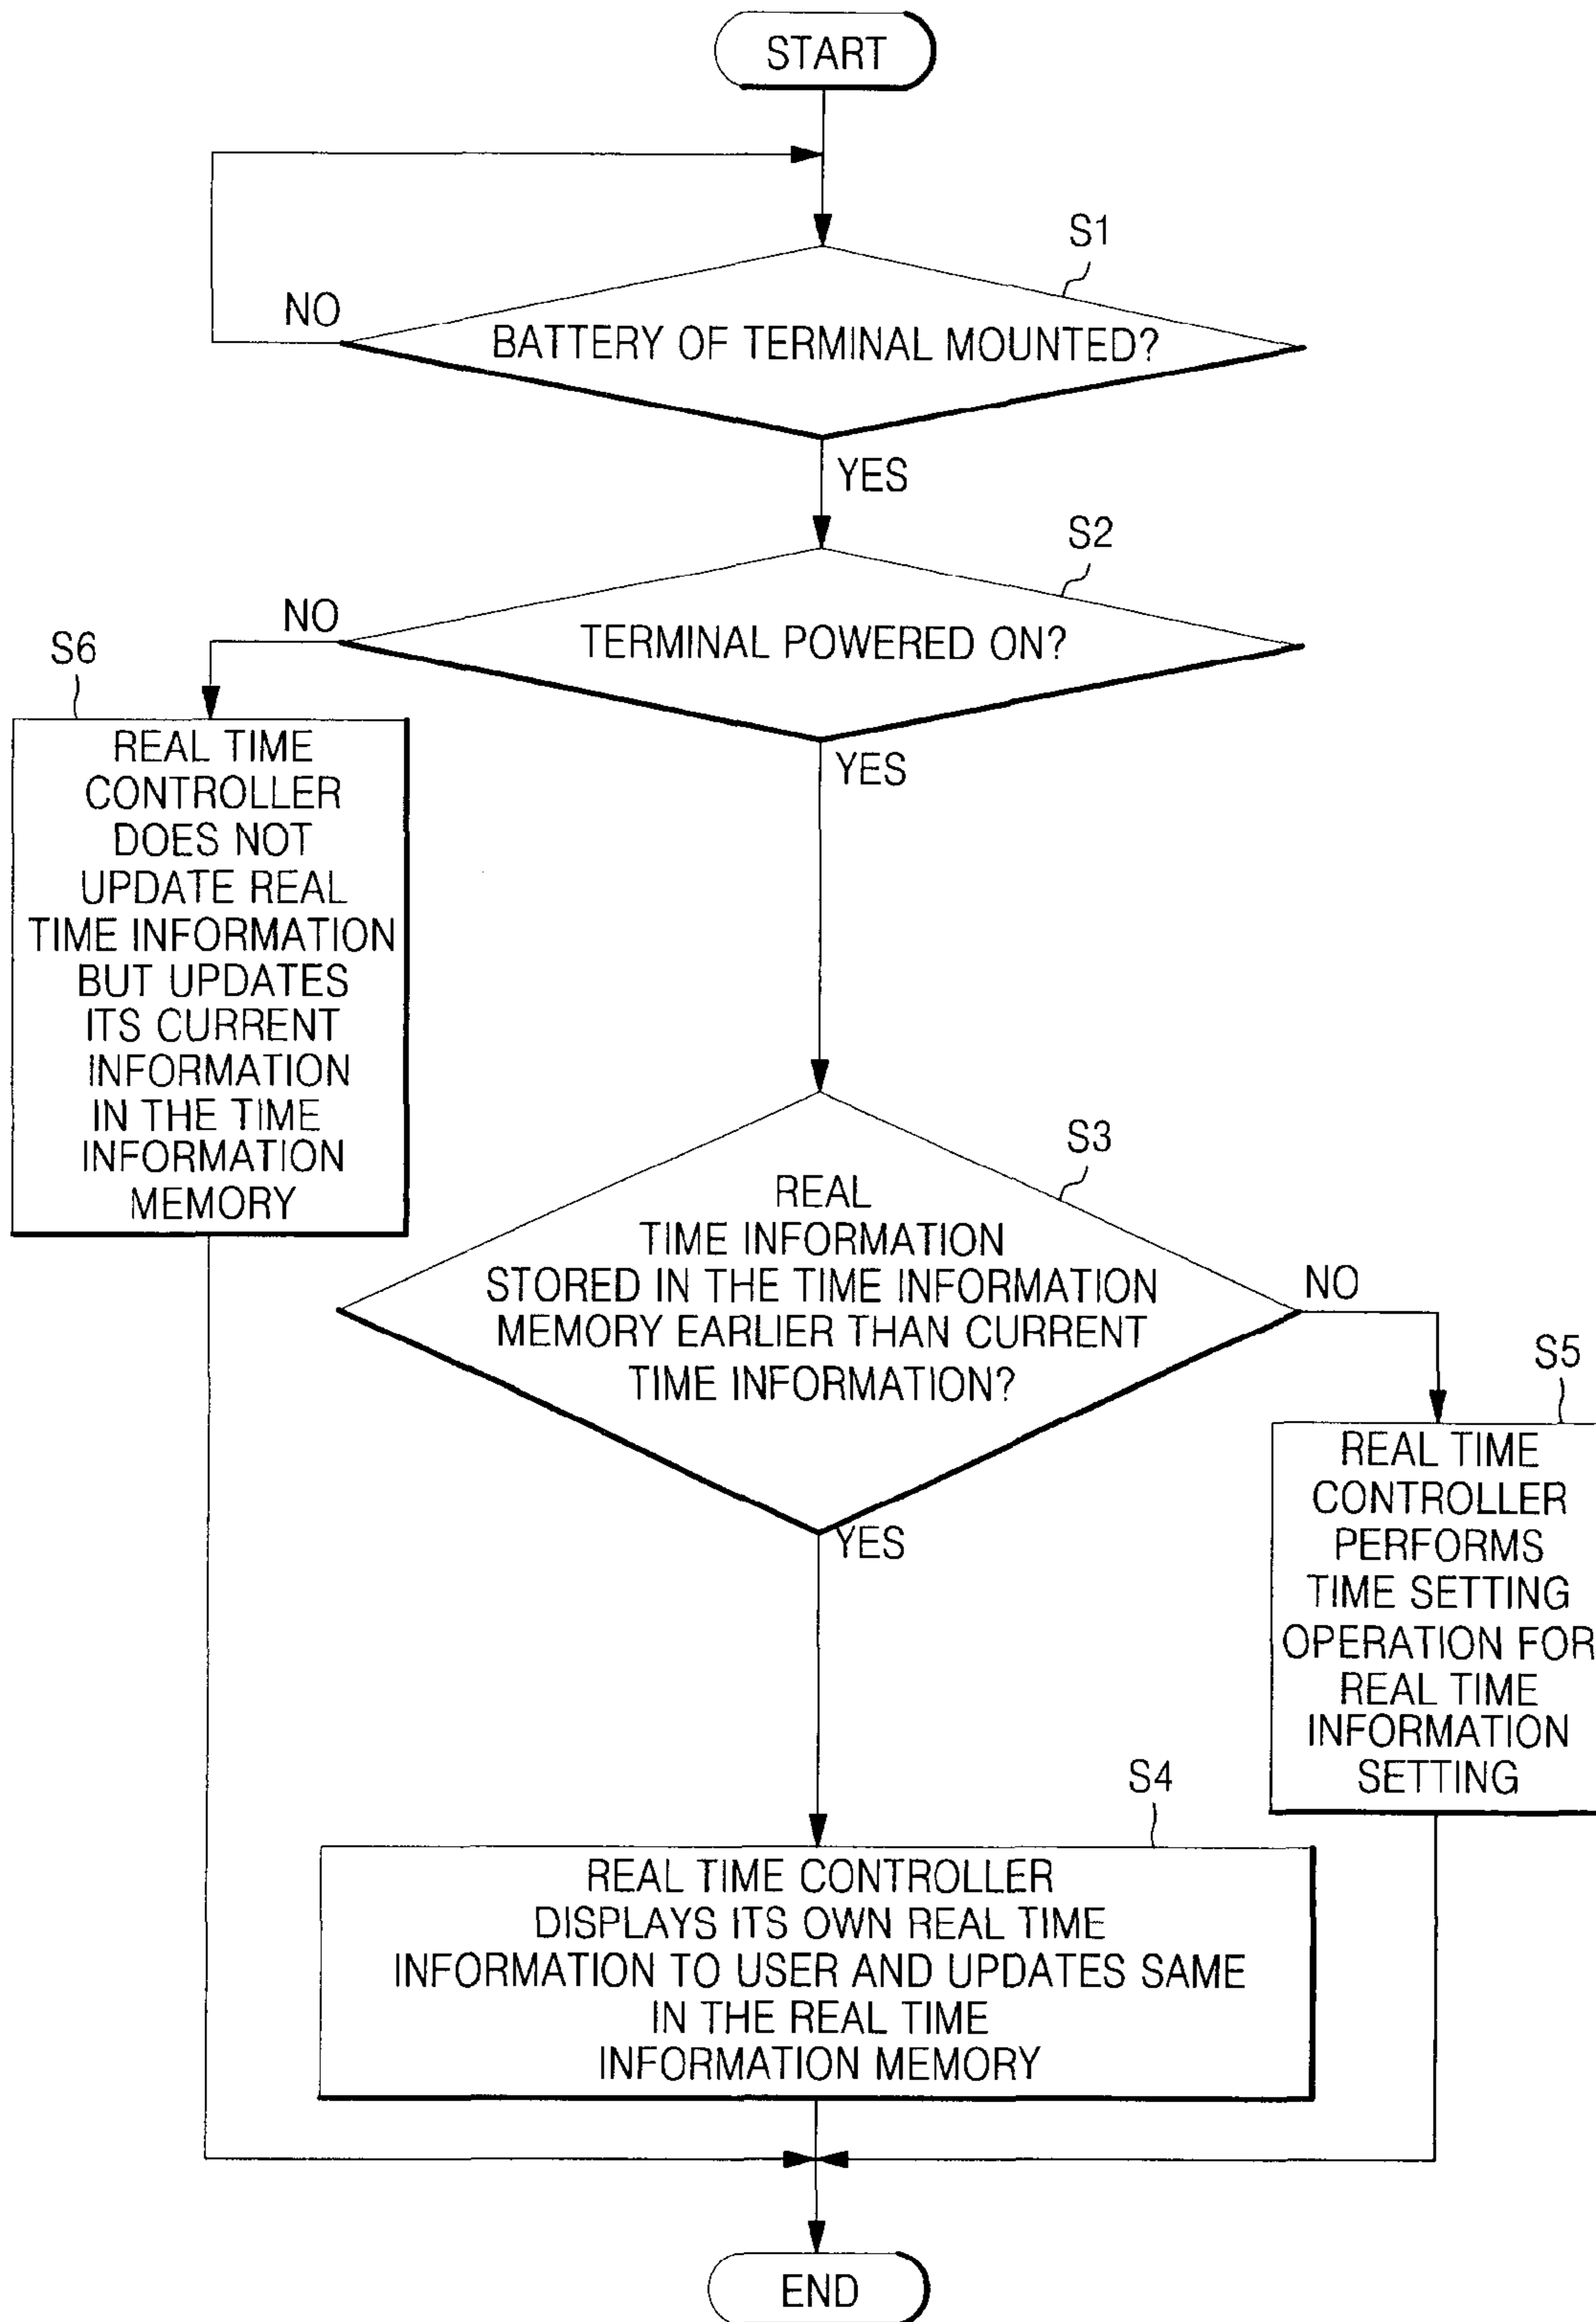 START
S1
NO
BATTERY OF TERMINAL MOUNTED?
YES
S2
NO
TERMINAL POWERED ON?
YES
S6
REAL TIME
CONTROLLER
DOES NOT
UPDATE REAL
TIME INFORMATION
BUT UPDATES
ITS CURRENT
INFORMATION
IN THE TIME
INFORMATION
MEMORY
S3
REAL
TIME INFORMATION
STORED IN THE TIME INFORMATION
MEMORY EARLIER THAN CURRENT
TIME INFORMATION?
NO
YES
S5
REAL TIME
CONTROLLER
PERFORMS
TIME SETTING
OPERATION FOR
REAL TIME
INFORMATION
SETTING
S4
REAL TIME CONTROLLER
DISPLAYS ITS OWN REAL TIME
INFORMATION TO USER AND UPDATES SAME
IN THE REAL TIME
INFORMATION MEMORY
END